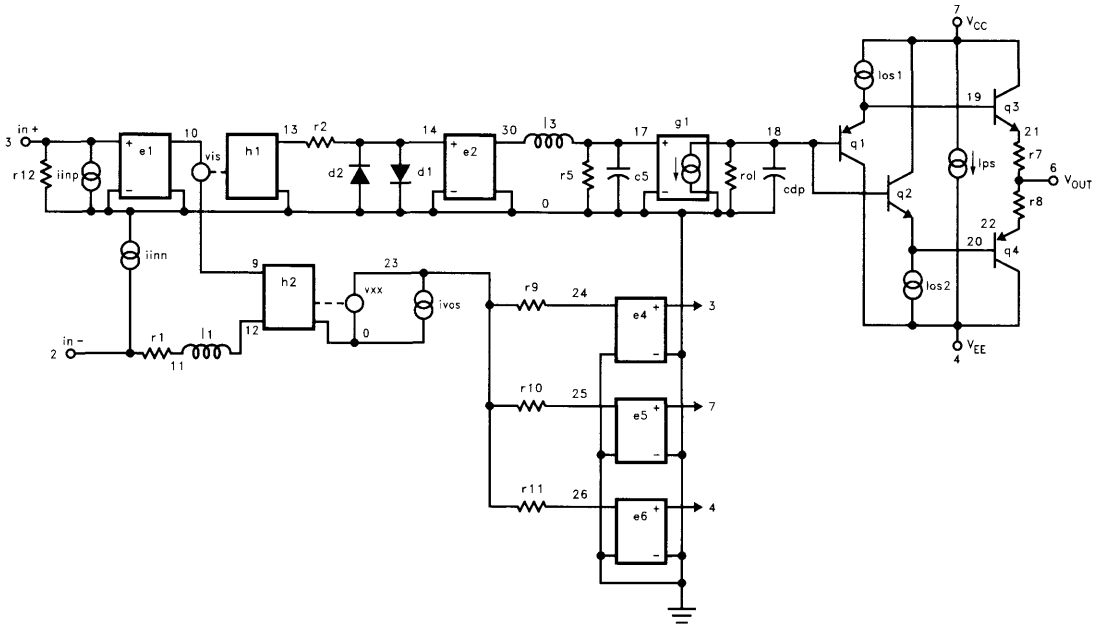 7
VCC
Ios1
19
q3
in+
3
10
13
r2
14
30
l3
17
g1
18
21
+
e1
-
vis
h1
+
e2
-
+
-
q1
r7
r12
iinp
d2
d1
r5
c5
rol
cdp
q2
Ips
6
VOUT
r8
0
22
20
q4
iinn
9
23
Ios2
h2
vxx
ivos
r9
24
e4
+
-
3
in-
2
r1
l1
12
11
0
VEE
4
r10
25
e5
+
-
7
r11
26
e6
+
-
4